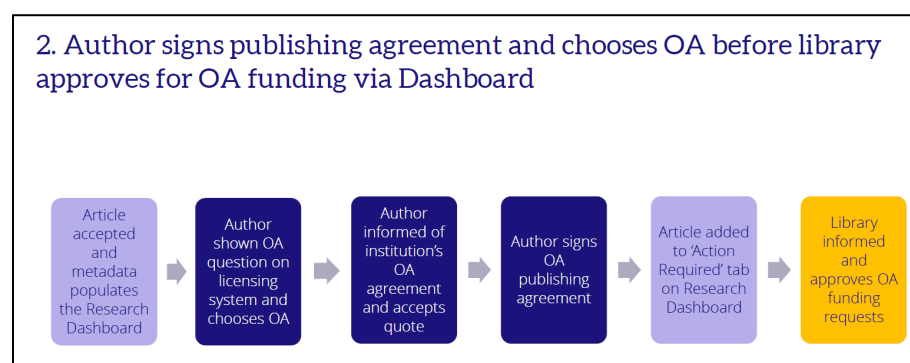 2. Author signs publishing agreement and chooses OA before library
approves for OA funding via Dashboard
Article
accepted
and
metadata
populates
the Research
Dashboard
Author
shown OA
question on
licensing
system and
chooses OA
Author
informed of
institution’s
OA
agreement
and accepts
quote
Author signs
OA
publishing
agreement
Article added
to ‘Action
Required’ tab
on Research
Dashboard
Library
informed
and
approves OA
funding
requests